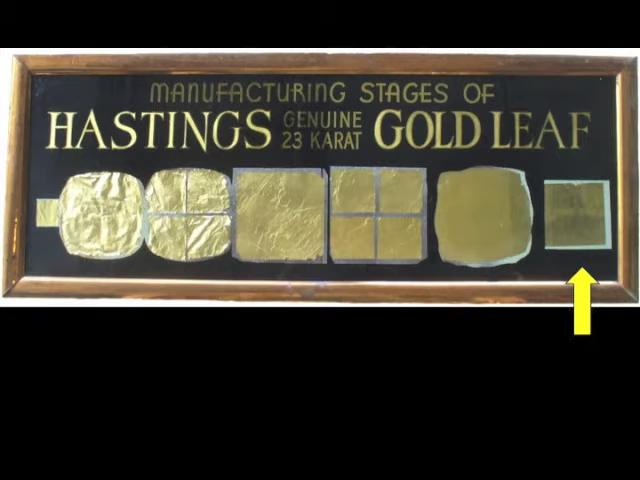 MANUFACTURING STAGES OF
HASTINGS GENUINE 23 KARAT GOLD LEAF